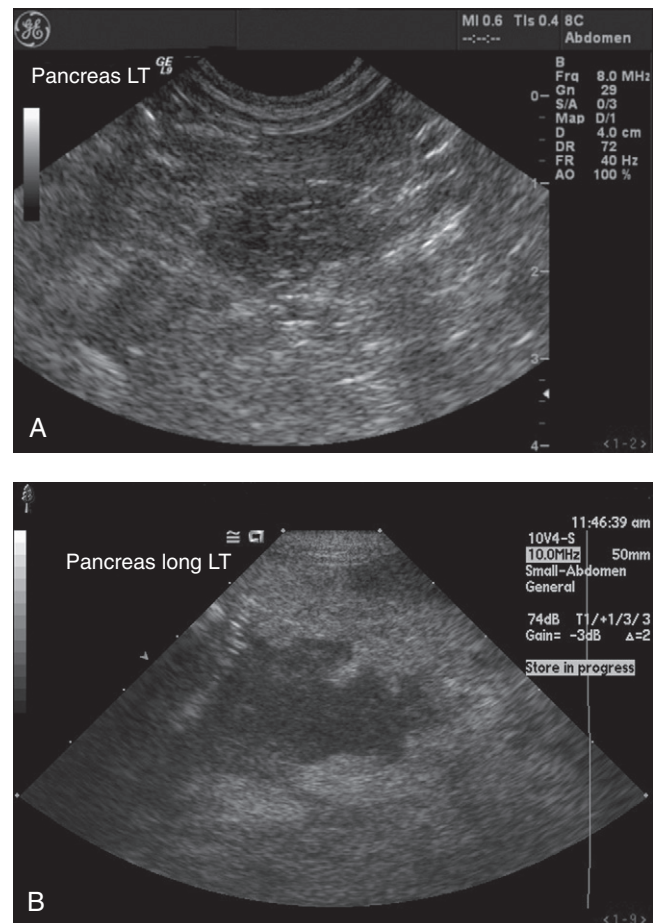 GE
MI 0.6 TIs 0.4 8C
--:--:-- Abdomen
Pancreas LT
GE
L9
B
Frq 8.0 MHz
Gn 29
S/A 0/3
Map D/1
D 4.0 cm
DR 72
FR 40 Hz
AO 100 %
0
1
2
3
4
A
<1-2>
11:46:39 am
10V4-S
10.0MHz 50mm
Small-Abdomen
General
Pancreas long LT
74dB T1/+1/3/3
Gain= -3dB Δ=2
Store in progress
B
<1-9>